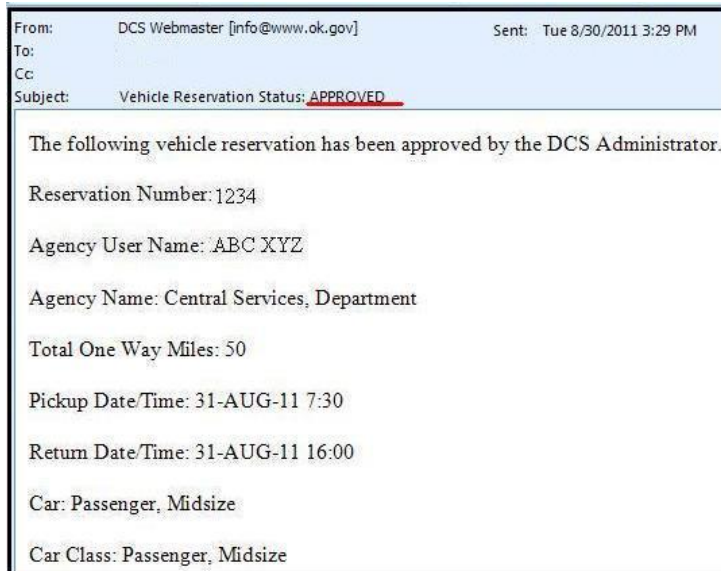 From: DCS Webmaster [info@www.ok.gov] Sent: Tue 8/30/2011 3:29 PM
To:
Cc:
Subject: Vehicle Reservation Status: APPROVED
The following vehicle reservation has been approved by the DCS Administrator.
Reservation Number: 1234
Agency User Name: ABC XYZ
Agency Name: Central Services, Department
Total One Way Miles: 50
Pickup Date/Time: 31-AUG-11 7:30
Return Date/Time: 31-AUG-11 16:00
Car: Passenger, Midsize
Car Class: Passenger, Midsize